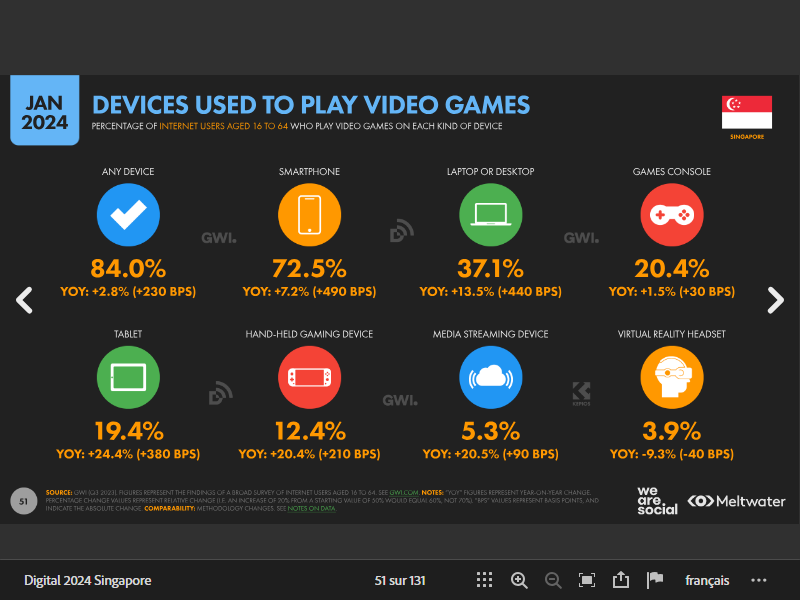 JAN
2024
DEVICES USED TO PLAY VIDEO GAMES
PERCENTAGE OF INTERNET USERS AGED 16 TO 64 WHO PLAY VIDEO GAMES ON EACH KIND OF DEVICE
SINGAPORE
ANY DEVICE
SMARTPHONE
LAPTOP OR DESKTOP
GAMES CONSOLE
GWI.
GWI.
84.0%
72.5%
37.1%
20.4%
YOY: +2.8% (+230 BPS)
YOY: +7.2% (+490 BPS)
YOY: +13.5% (+440 BPS)
YOY: +1.5% (+30 BPS)
TABLET
HAND-HELD GAMING DEVICE
MEDIA STREAMING DEVICE
VIRTUAL REALITY HEADSET
GWI.
KEPIOS
19.4%
12.4%
5.3%
3.9%
YOY: +24.4% (+380 BPS)
YOY: +20.4% (+210 BPS)
YOY: +20.5% (+90 BPS)
YOY: -9.3% (-40 BPS)
51
SOURCE: GWI (Q3 2023). FIGURES REPRESENT THE FINDINGS OF A BROAD SURVEY OF INTERNET USERS AGED 16 TO 64. SEE GWI.COM. NOTES: "YOY" FIGURES REPRESENT YEAR-ON-YEAR CHANGE.
PERCENTAGE CHANGE VALUES REPRESENT RELATIVE CHANGE (I.E. AN INCREASE OF 20% FROM A STARTING VALUE OF 50% WOULD EQUAL 60%, NOT 70%). "BPS" VALUES REPRESENT BASIS POINTS, AND
INDICATE THE ABSOLUTE CHANGE. COMPARABILITY: METHODOLOGY CHANGES. SEE NOTES ON DATA.
we
are.
social
Meltwater
Digital 2024 Singapore
51 sur 131
français